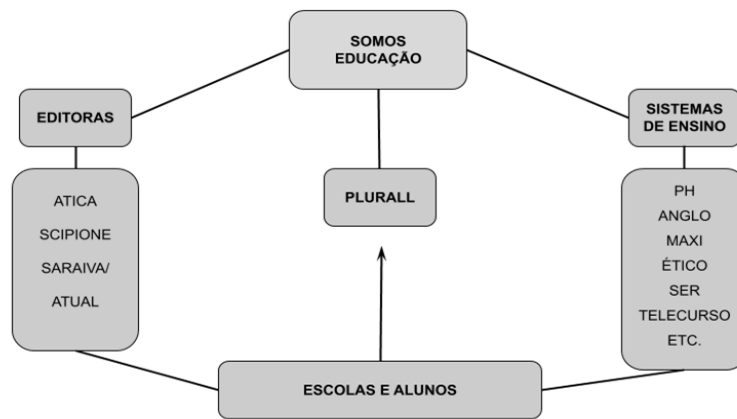 SOMOS
EDUCAÇÃO
EDITORAS
SISTEMAS
DE ENSINO
ATICA
SCIPIONE
SARAIVA/
ATUAL
PLURALL
PH
ANGLO
MAXI
ÉTICO
SER
TELECURSO
ETC.
ESCOLAS E ALUNOS